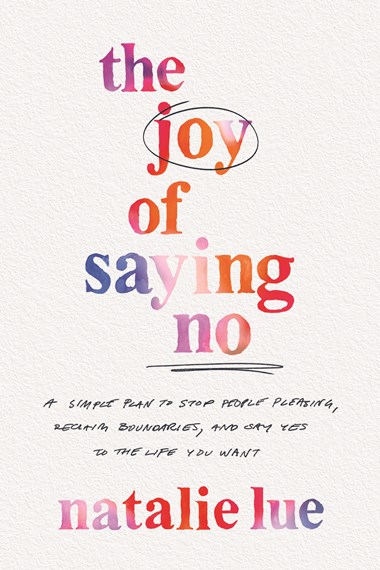 the
joy
of
saying
no
A SIMPLE PLAN TO STOP PEOPLE PLEASING,
RECLAIM BOUNDARIES, AND SAY YES
TO THE LIFE YOU WANT
natalie lue